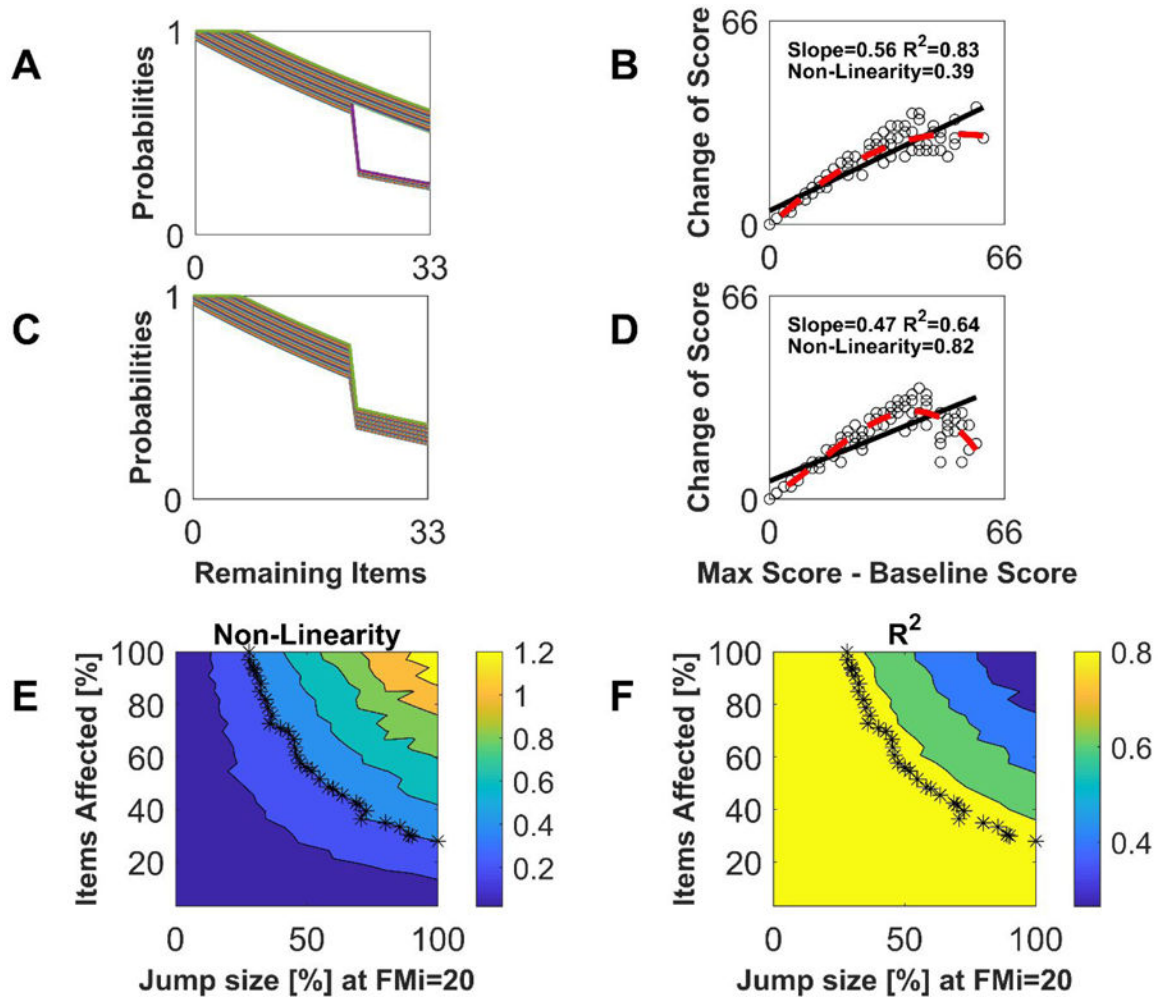 A
Probabilities
1
0
0
33
B
Change of Score
66
0
0
66
Slope=0.56 R²=0.83
Non-Linearity=0.39
C
Probabilities
1
0
0
33
Remaining Items
D
Change of Score
66
0
0
66
Slope=0.47 R²=0.64
Non-Linearity=0.82
Max Score - Baseline Score
E
Non-Linearity
Items Affected [%]
100
80
60
40
20
0
50
100
Jump size [%] at FMi=20
1.2
1
0.8
0.6
0.4
0.2
F
R²
Items Affected [%]
100
80
60
40
20
0
50
100
Jump size [%] at FMi=20
0.8
0.6
0.4